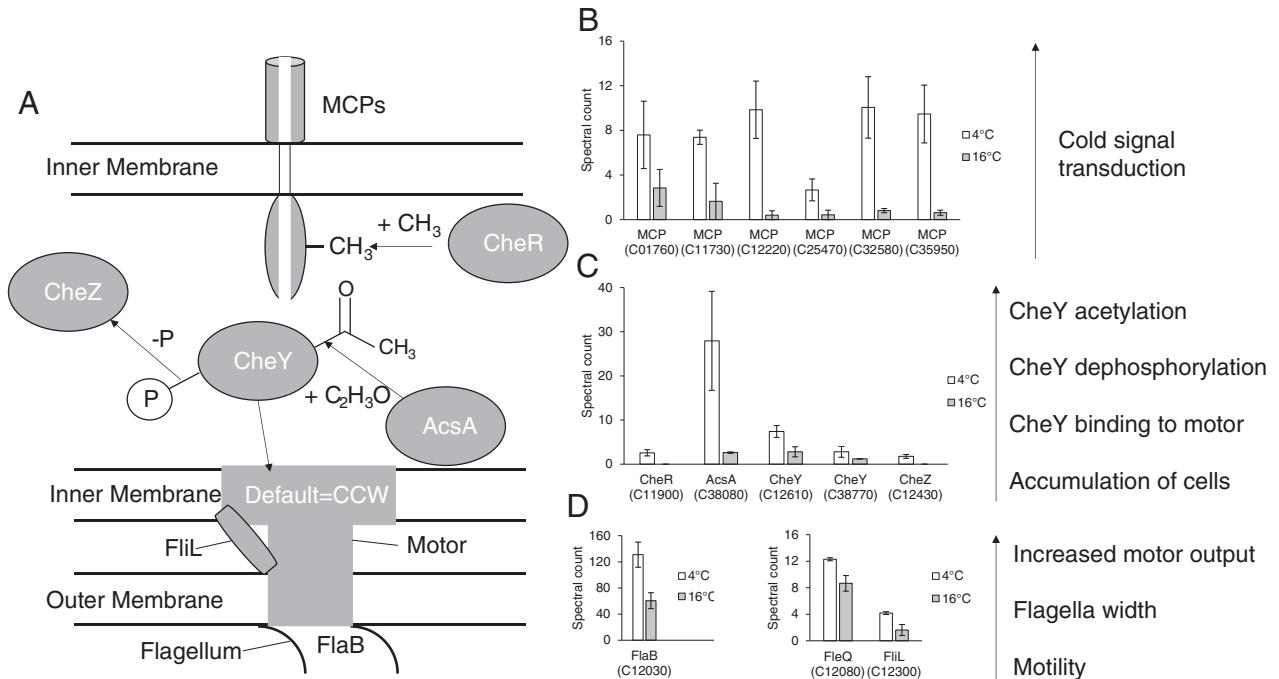 A
MCPs
Inner Membrane
+ CH3
CH3
CheR
CheZ
-P
P
CheY
O
CH3
+ C2H3O
AcsA
Inner Membrane
Default=CCW
FliL
Motor
Outer Membrane
Flagellum
FlaB
B
Spectral count
16
12
8
4
0
4°C
16°C
MCP MCP MCP MCP MCP MCP
(C01760) (C11730) (C12220) (C25470) (C32580) (C35950)
Cold signal
transduction
C
Spectral count
40
30
20
10
0
4°C
16°C
CheR AcsA CheY CheY CheZ
(C11900) (C38080) (C12610) (C38770) (C12430)
CheY acetylation
CheY dephosphorylation
CheY binding to motor
Accumulation of cells
D
Spectral count
160
120
80
40
0
4°C
16°C
FlaB
(C12030)
Spectral count
16
12
8
4
0
4°C
16°C
FleQ FliL
(C12080) (C12300)
Increased motor output
Flagella width
Motility